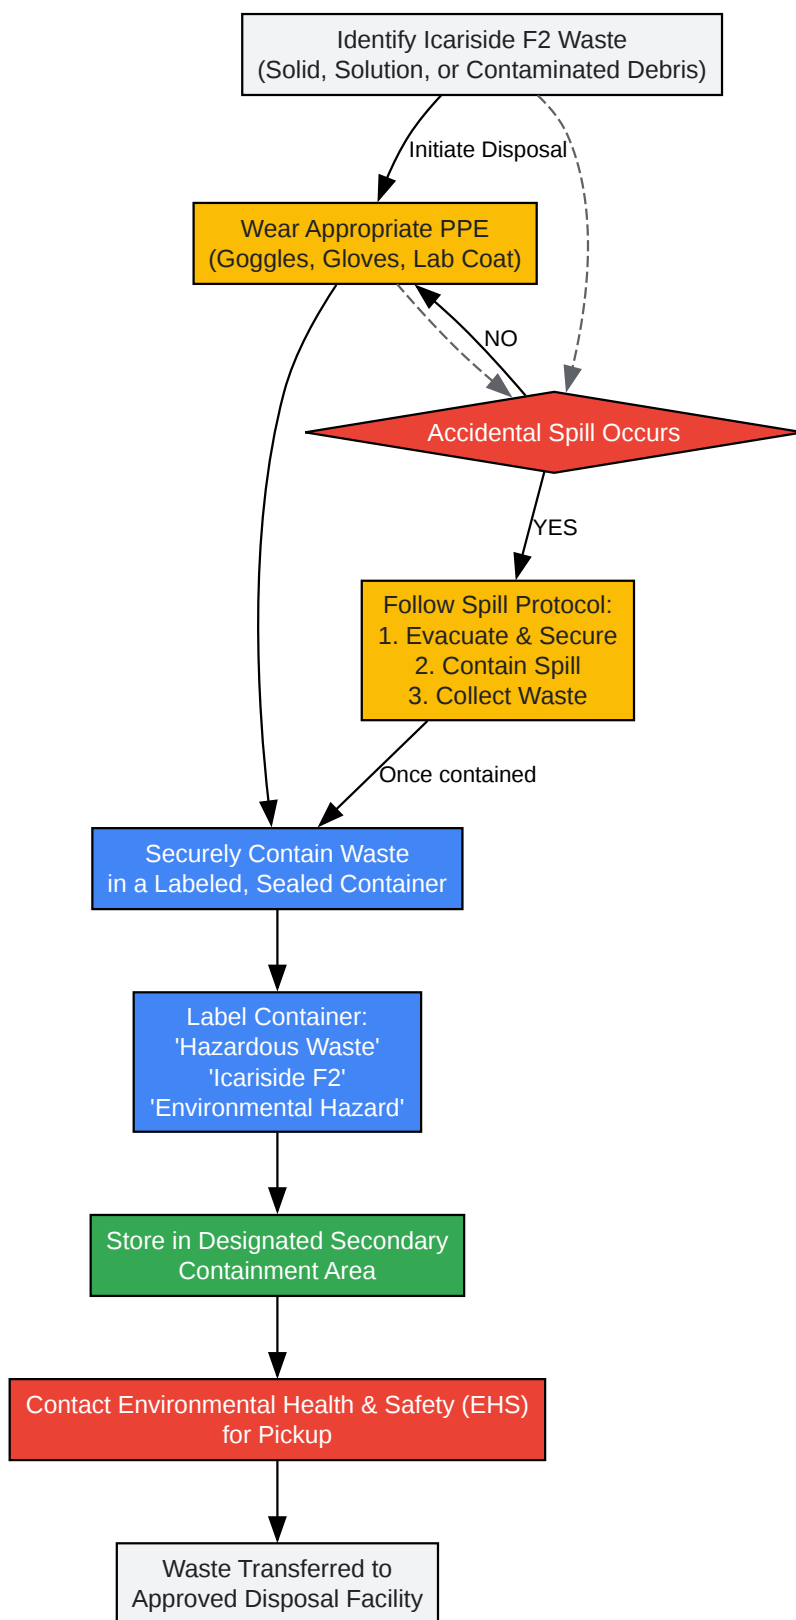 Identify Icariside F2 Waste
(Solid, Solution, or Contaminated Debris)
Initiate Disposal
Wear Appropriate PPE
(Goggles, Gloves, Lab Coat)
NO
Accidental Spill Occurs
YES
Follow Spill Protocol:
1. Evacuate & Secure
2. Contain Spill
3. Collect Waste
Once contained
Securely Contain Waste
in a Labeled, Sealed Container
Label Container:
'Hazardous Waste'
'Icariside F2'
'Environmental Hazard'
Store in Designated Secondary
Containment Area
Contact Environmental Health & Safety (EHS)
for Pickup
Waste Transferred to
Approved Disposal Facility